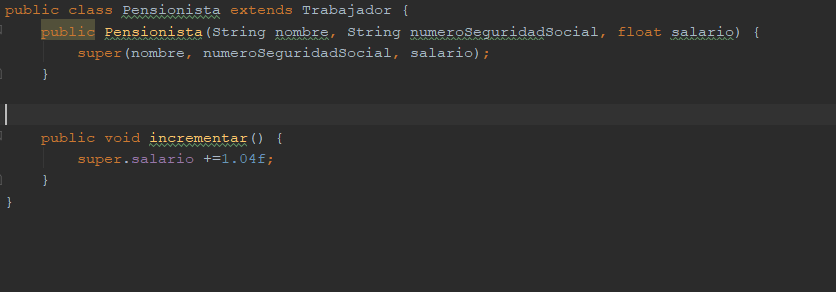 public class Pensionista extends Trabajador {
public Pensionista(String nombre, String numeroSeguridadSocial, float salario) {
super(nombre, numeroSeguridadSocial, salario);
}
public void incrementar() {
super.salario +=1.04f;
}
}